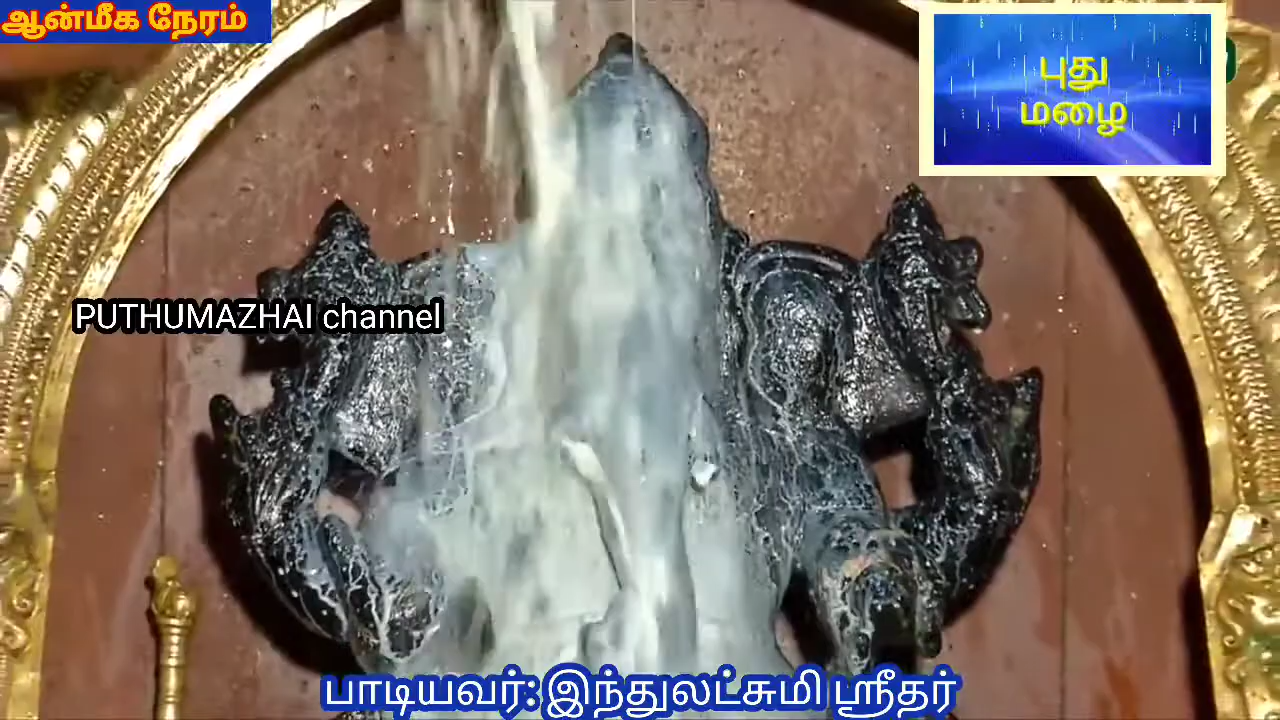 ஆன்மீக நேரம்
புது
மழை
PUTHUMAZHAI channel
பாடியவர்: இந்துலட்சுமி ஸ்ரீதர்